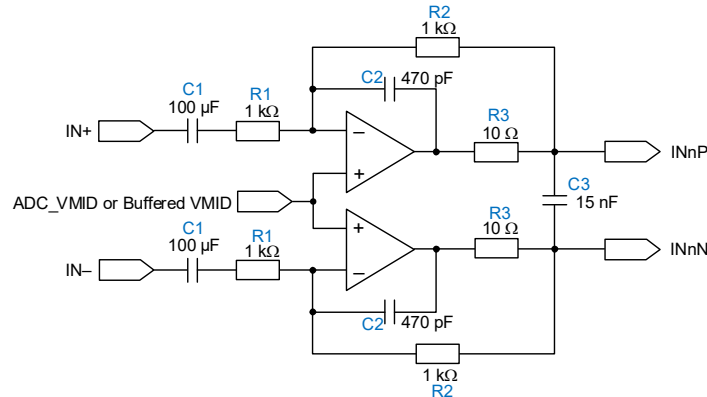 R2
1 kΩ
C2 470 pF
C1
100 µF
R1
1 kΩ
R3
10 Ω
IN+
−
+
INnP
ADC_VMID or Buffered VMID
C3
15 nF
C1
100 µF
R1
1 kΩ
R3
10 Ω
+
−
IN–
INnN
C2 470 pF
1 kΩ
R2